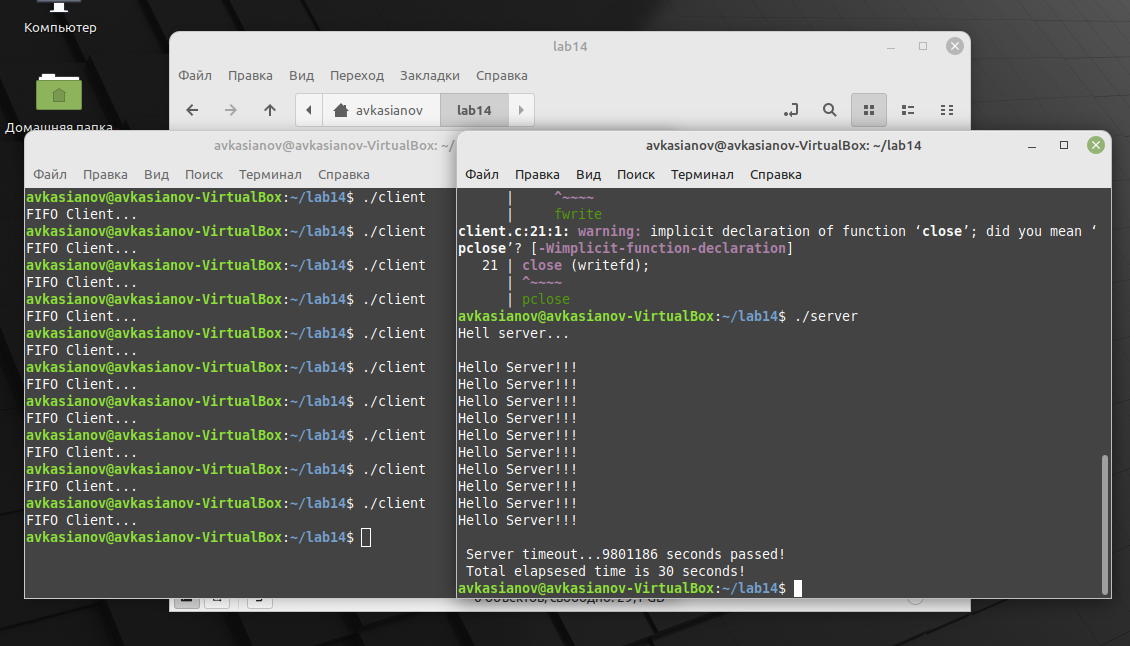 Компьютер
Домашняя папка
lab14
Файл Правка Вид Переход Закладки Справка
avkasianov lab14
avkasianov@avkasianov-VirtualBox: ~/
Файл Правка Вид Поиск Терминал Справка
avkasianov@avkasianov-VirtualBox:~/lab14$ ./client
FIFO Client...
avkasianov@avkasianov-VirtualBox:~/lab14$ ./client
FIFO Client...
avkasianov@avkasianov-VirtualBox:~/lab14$ ./client
FIFO Client...
avkasianov@avkasianov-VirtualBox:~/lab14$ ./client
FIFO Client...
avkasianov@avkasianov-VirtualBox:~/lab14$ ./client
FIFO Client...
avkasianov@avkasianov-VirtualBox:~/lab14$ ./client
FIFO Client...
avkasianov@avkasianov-VirtualBox:~/lab14$ ./client
FIFO Client...
avkasianov@avkasianov-VirtualBox:~/lab14$ ./client
FIFO Client...
avkasianov@avkasianov-VirtualBox:~/lab14$ ./client
FIFO Client...
avkasianov@avkasianov-VirtualBox:~/lab14$ ./client
FIFO Client...
avkasianov@avkasianov-VirtualBox:~/lab14$
avkasianov@avkasianov-VirtualBox: ~/lab14
Файл Правка Вид Поиск Терминал Справка
| ^~~~~
| fwrite
client.c:21:1: warning: implicit declaration of function ‘close’; did you mean ‘
pclose’? [-Wimplicit-function-declaration]
21 | close (writefd);
| ^~~~~
| pclose
avkasianov@avkasianov-VirtualBox:~/lab14$ ./server
Hell server...
Hello Server!!!
Hello Server!!!
Hello Server!!!
Hello Server!!!
Hello Server!!!
Hello Server!!!
Hello Server!!!
Hello Server!!!
Hello Server!!!
Hello Server!!!
Server timeout...9801186 seconds passed!
Total elapsesed time is 30 seconds!
avkasianov@avkasianov-VirtualBox:~/lab14$